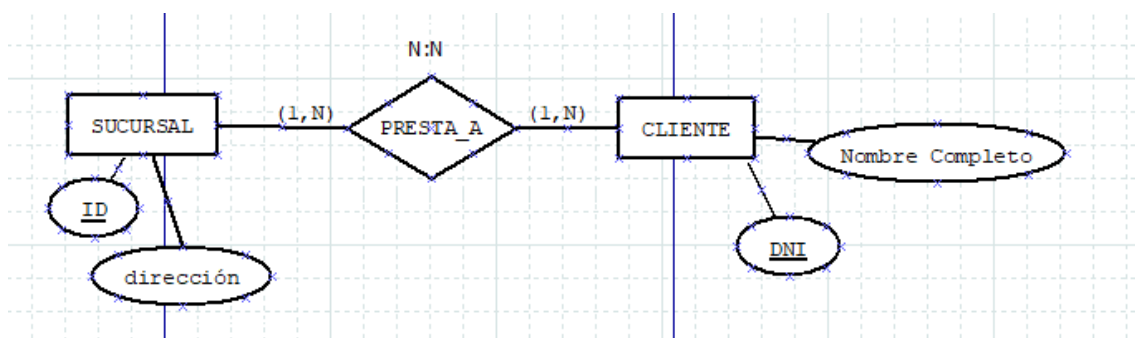 N:N
SUCURSAL
(1,N)
PRESTA_A
(1,N)
CLIENTE
Nombre Completo
ID
DNI
dirección